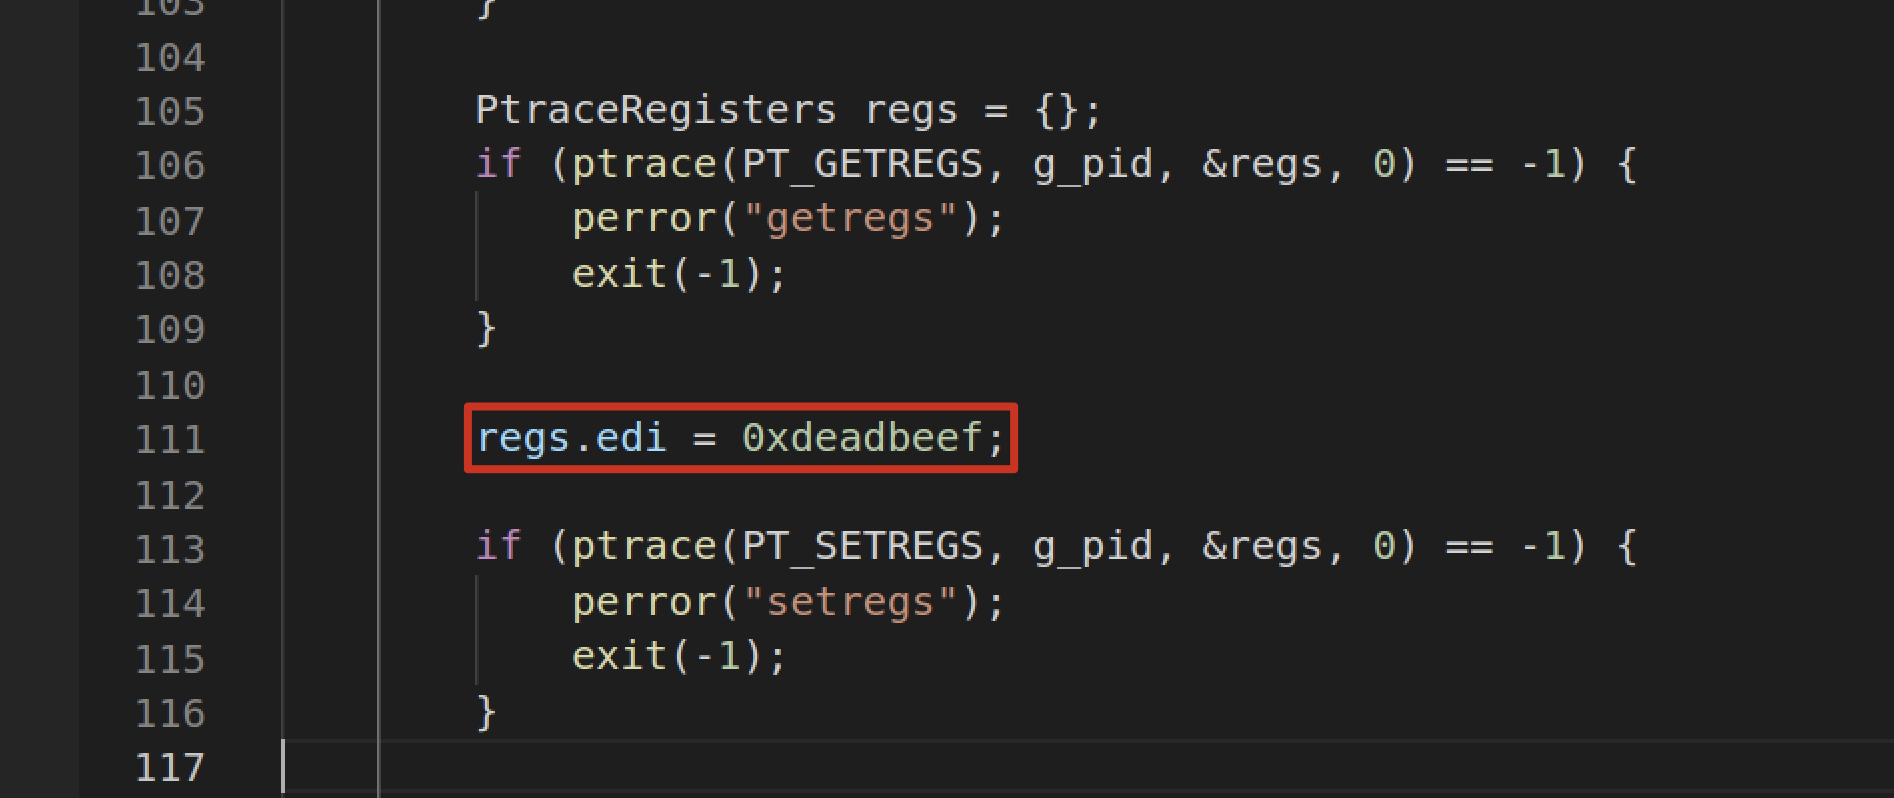 103 }
104
105 PtraceRegisters regs = {};
106 if (ptrace(PT_GETREGS, g_pid, &regs, 0) == -1) {
107 perror("getregs");
108 exit(-1);
109 }
110
111 regs.edi = 0xdeadbeef;
112
113 if (ptrace(PT_SETREGS, g_pid, &regs, 0) == -1) {
114 perror("setregs");
115 exit(-1);
116 }
117